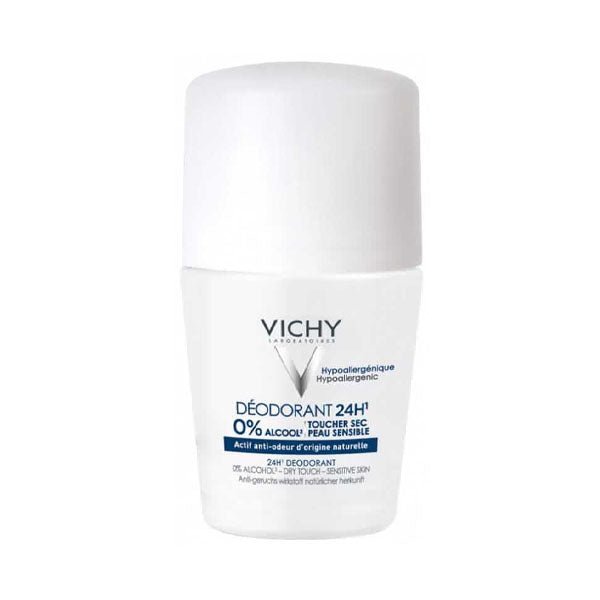 VICHY
LABORATOIRES
Hypoallergénique
Hypoallergenic
DÉODORANT 24H¹
0% ALCOOL², TOUCHER SEC
PEAU SENSIBLE
Actif anti-odeur d'origine naturelle
24H¹ DEODORANT
0% ALCOHOL² – DRY TOUCH – SENSITIVE SKIN
Anti-geruchs wirkstoff natürlicher herkunft